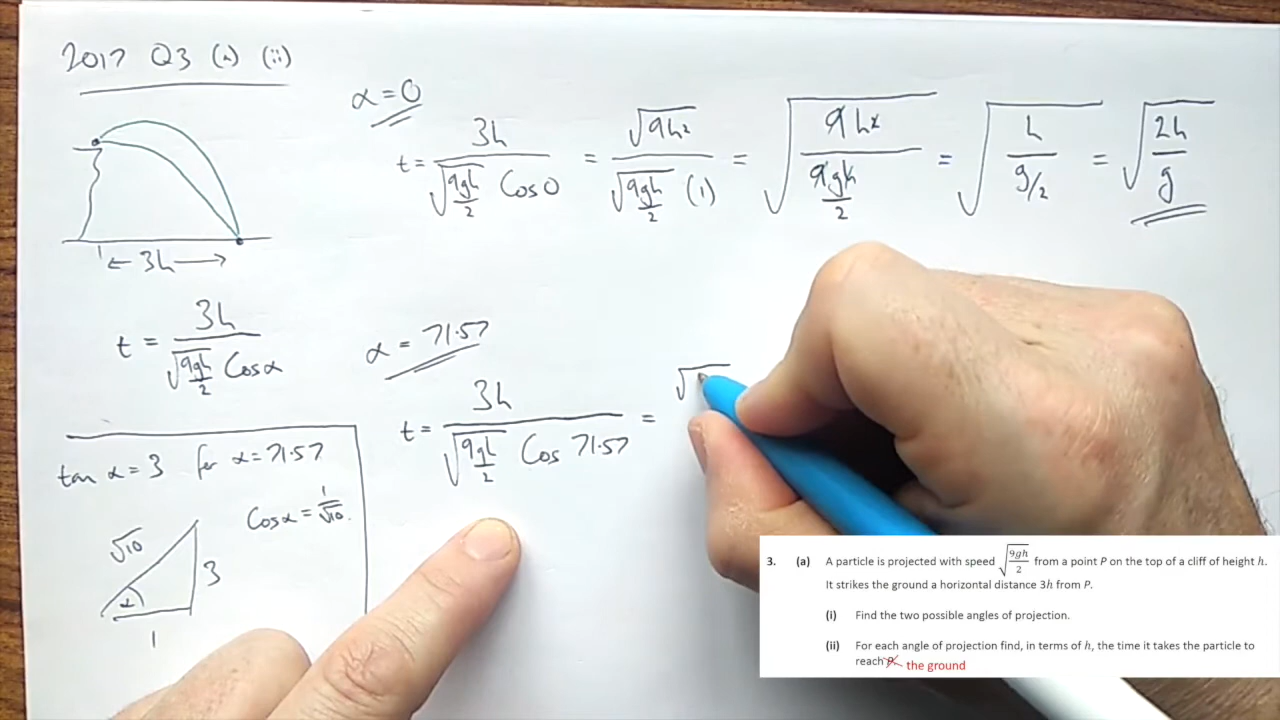 2017 Q3 (a) (ii)
α = 0
t = 3h / √(9gh/2) Cos0 = √9h² / √(9gh/2) (1) = √(9h² / (9gh/2)) = √(h / (g/2)) = √(2h/g)
← 3h →
t = 3h / √(9gh/2) Cosα
α = 71.57
t = 3h / √(9gh/2) Cos 71.57 = √
tan α = 3 for α = 71.57
Cosα = 1/√10.
√10
3
α
1
3. (a) A particle is projected with speed √(9gh/2) from a point P on the top of a cliff of height h.
It strikes the ground a horizontal distance 3h from P.
(i) Find the two possible angles of projection.
(ii) For each angle of projection find, in terms of h, the time it takes the particle to
reach the ground